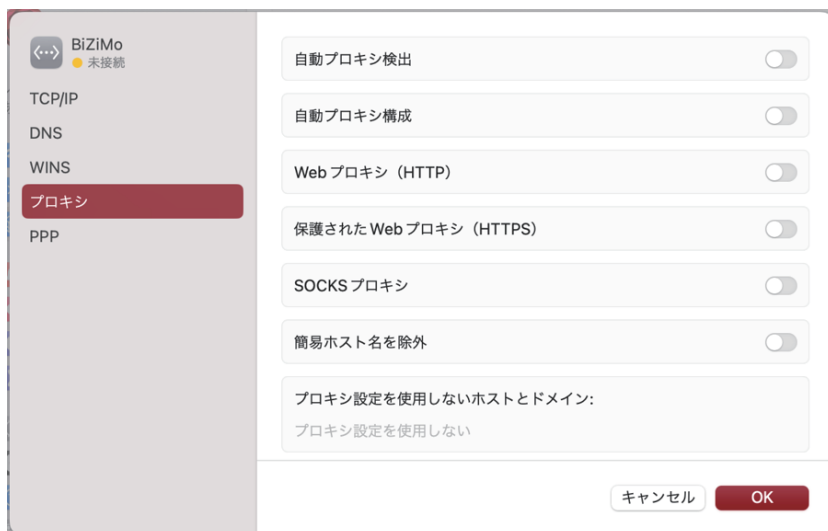 BiZiMo
未接続
TCP/IP
DNS
WINS
プロキシ
PPP
自動プロキシ検出
自動プロキシ構成
Webプロキシ（HTTP）
保護されたWebプロキシ（HTTPS）
SOCKSプロキシ
簡易ホスト名を除外
プロキシ設定を使用しないホストとドメイン:
プロキシ設定を使用しない
キャンセル
OK